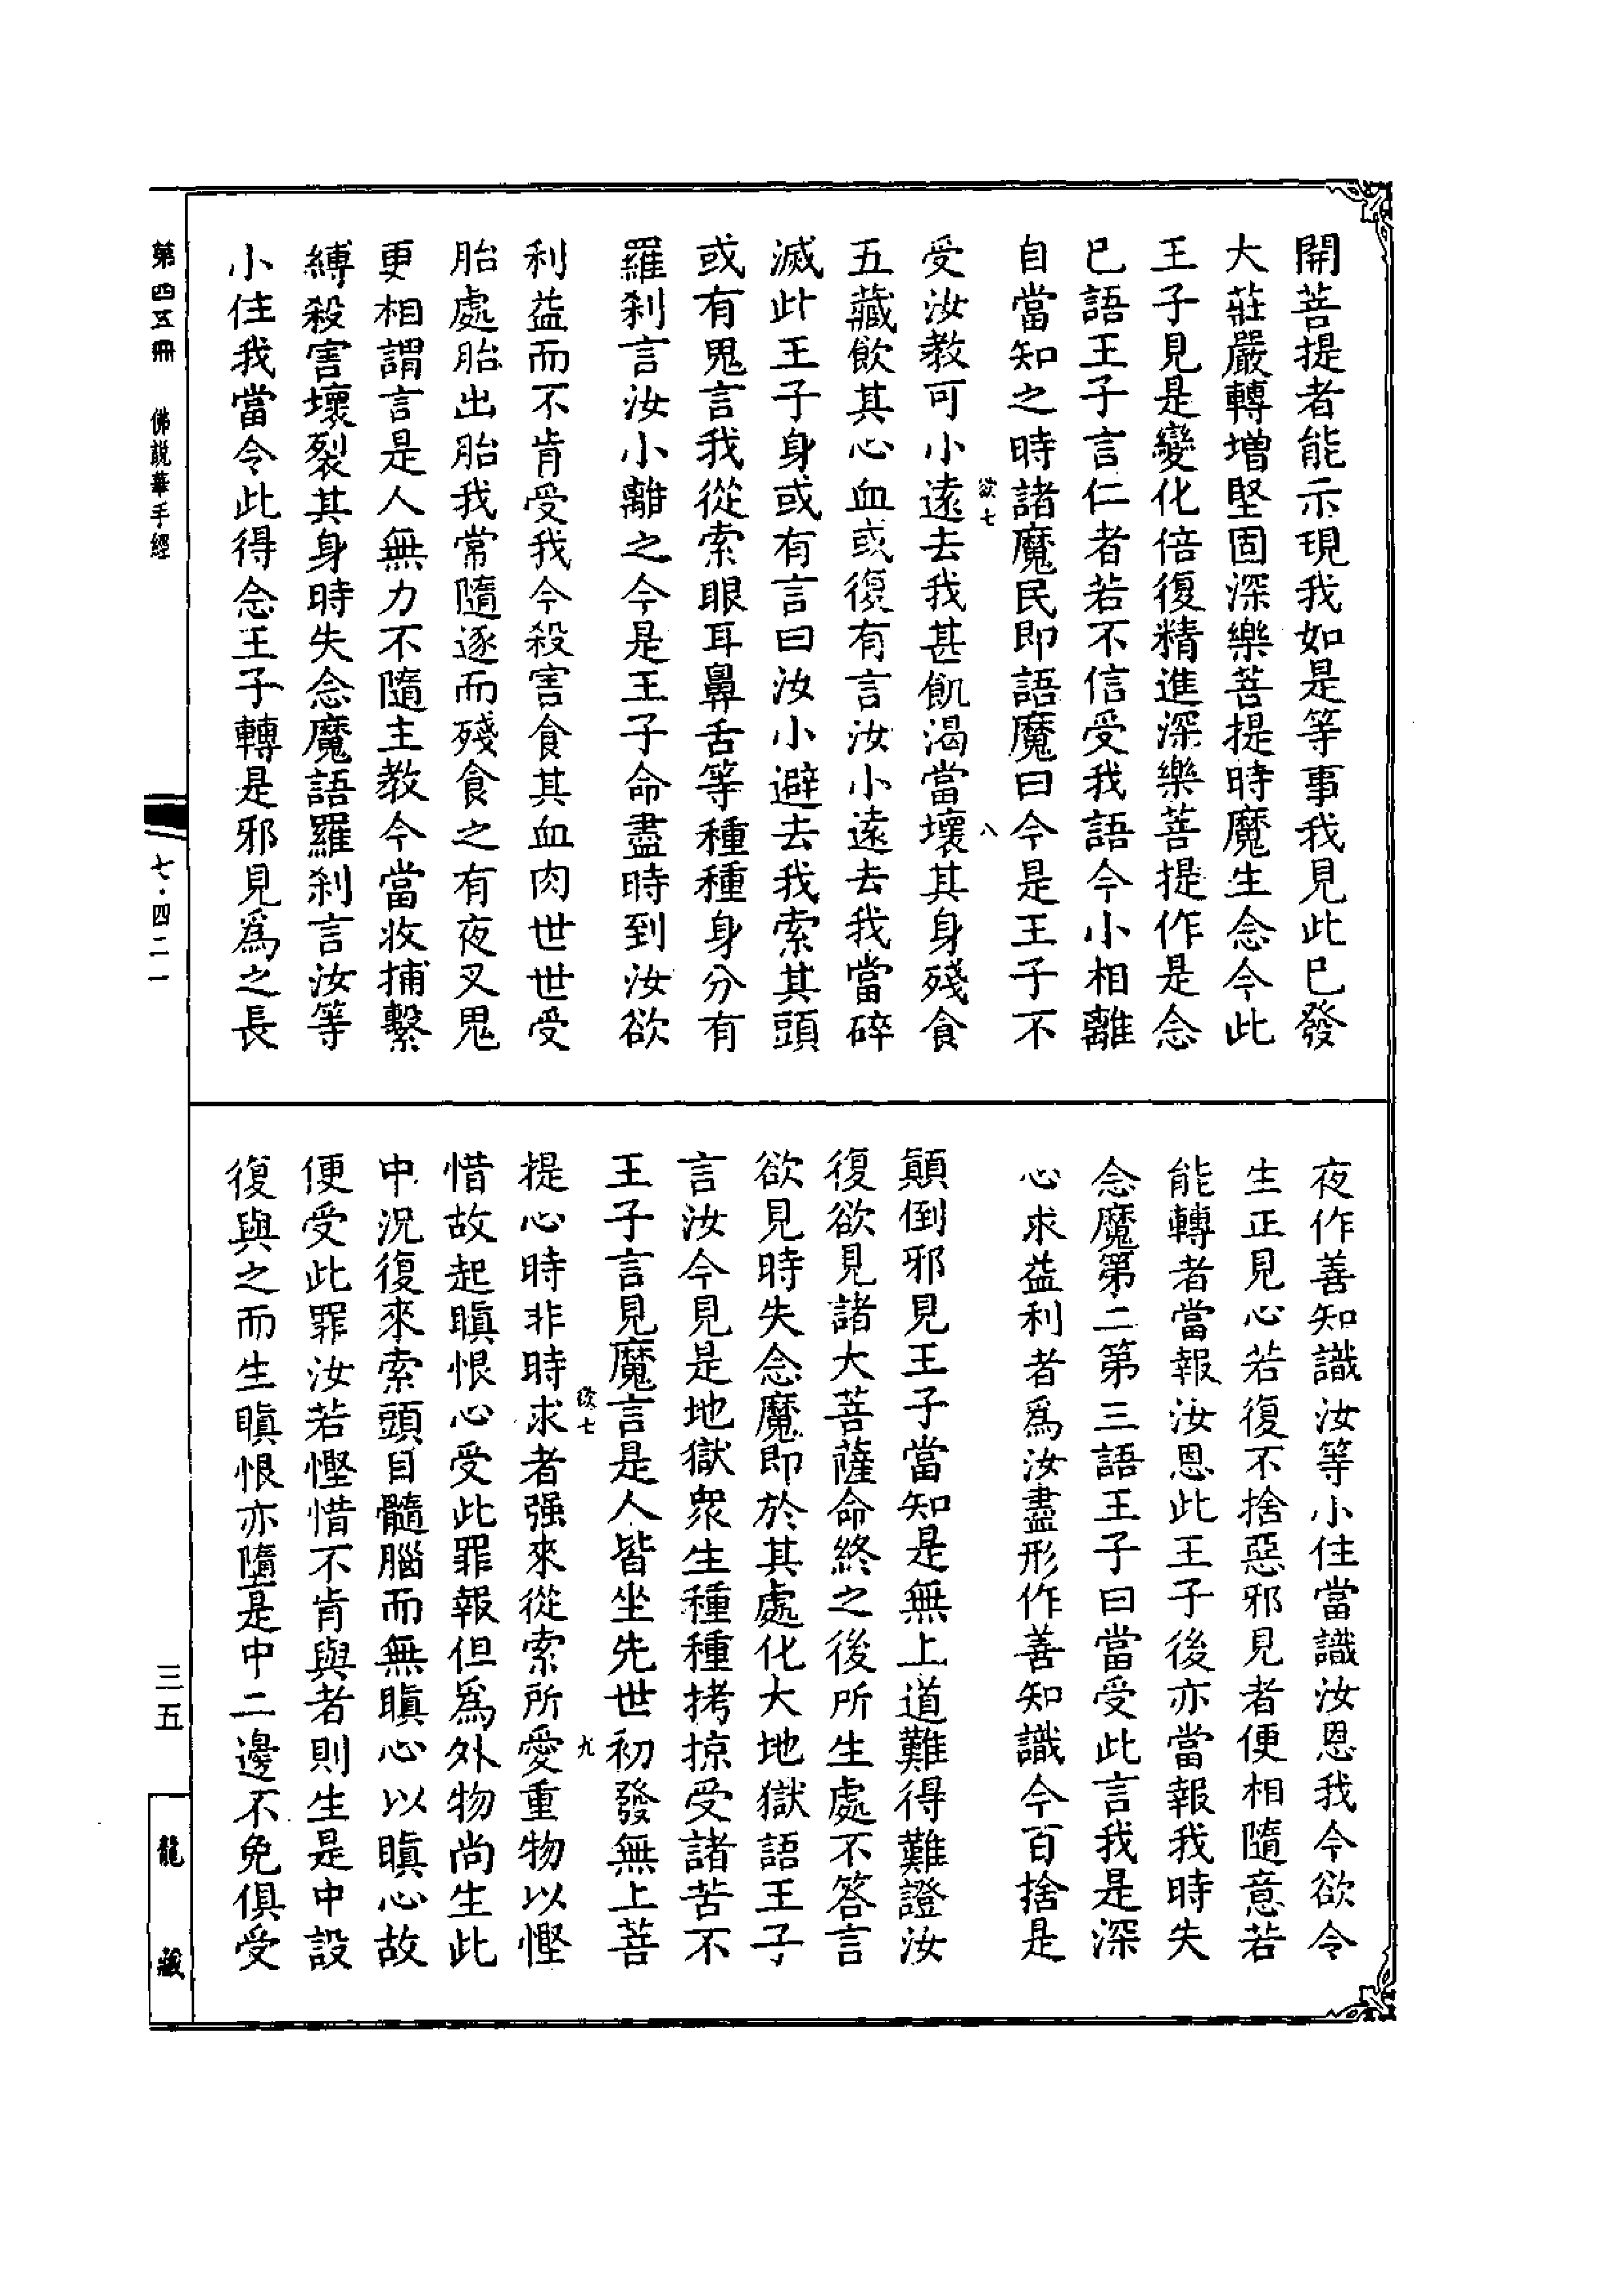 開菩提者能示現我如是等事我見此已發
大莊嚴轉增堅固深樂菩提時魔生念今此
王子見是變化倍復精進深樂菩提作是念
已語王子言仁者若不信受我語今小相離
自當知之時諸魔民即語魔曰今是王子不
欲七 八
受汝教可小遠去我甚飢渴當壞其身殘食
五藏飲其心血或復有言汝小遠去我當碎
滅此王子身或有言曰汝小避去我索其頭
或有鬼言我從索眼耳鼻舌等種種身分有
羅剎言汝小離之今是王子命盡時到汝欲
利益而不肯受我今殺害食其血肉世世受
胎處胎出胎我常隨逐而殘食之有夜叉鬼
更相謂言是人無力不隨主教今當收捕繫
縛殺害壞裂其身時失念魔語羅剎言汝等
小住我當令此得念王子轉是邪見爲之長
夜作善知識汝等小住當識汝恩我今欲令
生正見心若復不捨惡邪見者便相隨意若
能轉者當報汝恩此王子後亦當報我時失
念魔第二第三語王子曰當受此言我是深
心求益利者爲汝盡形作善知識今百捨是
顛倒邪見王子當知是無上道難得難證汝
復欲見諸大菩薩命終之後所生處不答言
欲見時失念魔即於其處化大地獄語王子
言汝今見是地獄衆生種種拷掠受諸苦不
王子言見魔言是人皆坐先世初發無上菩
欲七 九
提心時非時求者强來從索所愛重物以慳
惜故起瞋恨心受此罪報但爲外物尚生此
中況復來索頭目髓腦而無瞋心以瞋心故
便受此罪汝若慳惜不肯與者則生是中設
復與之而生瞋恨亦墮是中二邊不免俱受
第四五冊 佛說華手經
七·四二一
三五
龍藏